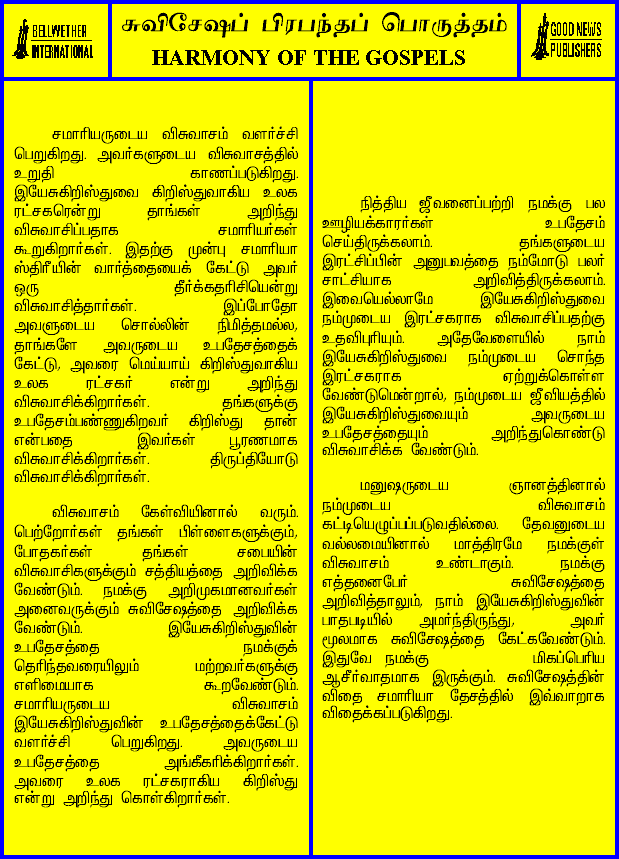 BELLWETHER
INTERNATIONAL
சுவிசேஷப் பிரபந்தப் பொருத்தம்
HARMONY OF THE GOSPELS
GOOD NEWS
PUBLISHERS
சமாரியருடைய விசுவாசம் வளர்ச்சி
பெறுகிறது. அவர்களுடைய விசுவாசத்தில்
உறுதி காணப்படுகிறது.
இயேசுகிறிஸ்துவை கிறிஸ்துவாகிய உலக
ரட்சகரென்று தாங்கள் அறிந்து
விசுவாசிப்பதாக சமாரியர்கள்
கூறுகிறார்கள். இதற்கு முன்பு சமாரியா
ஸ்திரீயின் வார்த்தையைக் கேட்டு அவர்
ஒரு தீர்க்கதரிசியென்று
விசுவாசித்தார்கள். இப்போதோ
அவளுடைய சொல்லின் நிமித்தமல்ல,
தாங்களே அவருடைய உபதேசத்தைக்
கேட்டு, அவரை மெய்யாய் கிறிஸ்துவாகிய
உலக ரட்சகர் என்று அறிந்து
விசுவாசிக்கிறார்கள். தங்களுக்கு
உபதேசம்பண்ணுகிறவர் கிறிஸ்து தான்
என்பதை இவர்கள் பூரணமாக
விசுவாசிக்கிறார்கள். திருப்தியோடு
விசுவாசிக்கிறார்கள்.
விசுவாசம் கேள்வியினால் வரும்.
பெற்றோர்கள் தங்கள் பிள்ளைகளுக்கும்,
போதகர்கள் தங்கள் சபையின்
விசுவாசிகளுக்கும் சத்தியத்தை அறிவிக்க
வேண்டும். நமக்கு அறிமுகமானவர்கள்
அனைவருக்கும் சுவிசேஷத்தை அறிவிக்க
வேண்டும். இயேசுகிறிஸ்துவின்
உபதேசத்தை நமக்குக்
தெரிந்தவரையிலும் மற்றவர்களுக்கு
எளிமையாக கூறவேண்டும்.
சமாரியருடைய விசுவாசம்
இயேசுகிறிஸ்துவின் உபதேசத்தைக்கேட்டு
வளர்ச்சி பெறுகிறது. அவருடைய
உபதேசத்தை அங்கீகரிக்கிறார்கள்.
அவரை உலக ரட்சகராகிய கிறிஸ்து
என்று அறிந்து கொள்கிறார்கள்.
நித்திய ஜீவனைப்பற்றி நமக்கு பல
ஊழியக்காரர்கள் உபதேசம்
செய்திருக்கலாம். தங்களுடைய
இரட்சிப்பின் அனுபவத்தை நம்மோடு பலர்
சாட்சியாக அறிவித்திருக்கலாம்.
இவையெல்லாமே இயேசுகிறிஸ்துவை
நம்முடைய இரட்சகராக விசுவாசிப்பதற்கு
உதவிபுரியும். அதேவேளையில் நாம்
இயேசுகிறிஸ்துவை நம்முடைய சொந்த
இரட்சகராக ஏற்றுக்கொள்ள
வேண்டுமென்றால், நம்முடைய ஜீவியத்தில்
இயேசுகிறிஸ்துவையும் அவருடைய
உபதேசத்தையும் அறிந்துகொண்டு
விசுவாசிக்க வேண்டும்.
மனுஷருடைய ஞானத்தினால்
நம்முடைய விசுவாசம்
கட்டியெழுப்பப்படுவதில்லை. தேவனுடைய
வல்லமையினால் மாத்திரமே நமக்குள்
விசுவாசம் உண்டாகும். நமக்கு
எத்தனைபேர் சுவிசேஷத்தை
அறிவித்தாலும், நாம் இயேசுகிறிஸ்துவின்
பாதபடியில் அமர்ந்திருந்து, அவர்
மூலமாக சுவிசேஷத்தை கேட்கவேண்டும்.
இதுவே நமக்கு மிகப்பெரிய
ஆசீர்வாதமாக இருக்கும். சுவிசேஷத்தின்
விதை சமாரியா தேசத்தில் இவ்வாறாக
விதைக்கப்படுகிறது.